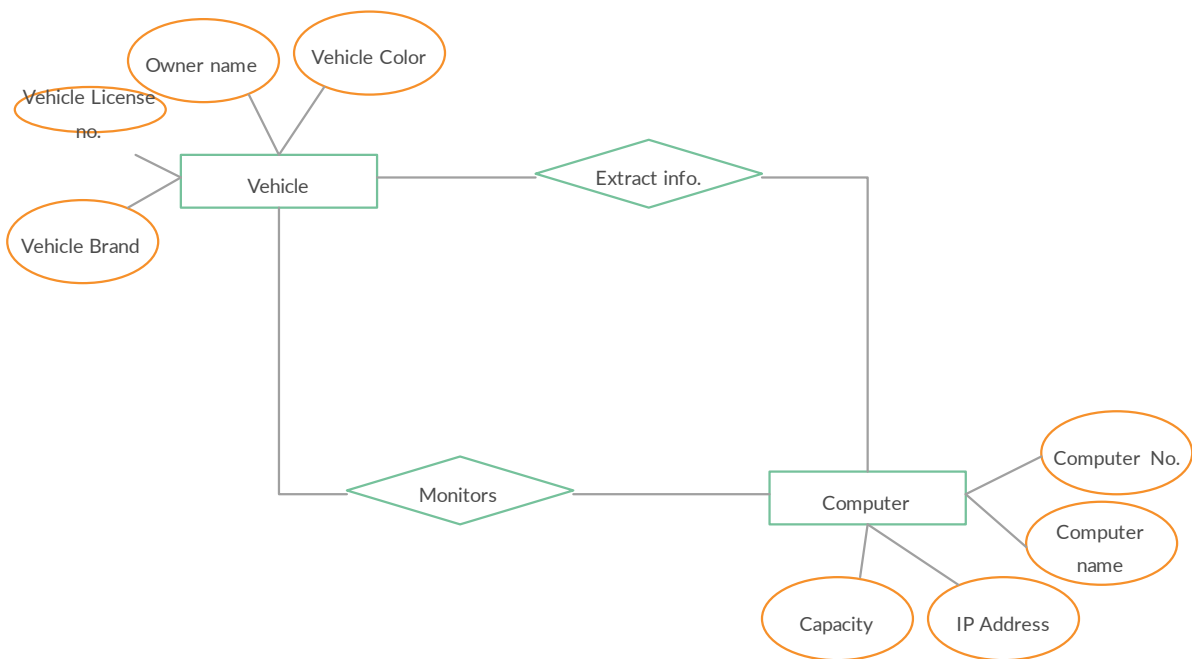 Owner name
Vehicle Color
Vehicle License
no.
Vehicle
Extract info.
Vehicle Brand
Computer No.
Monitors
Computer
Computer
name
Capacity
IP Address